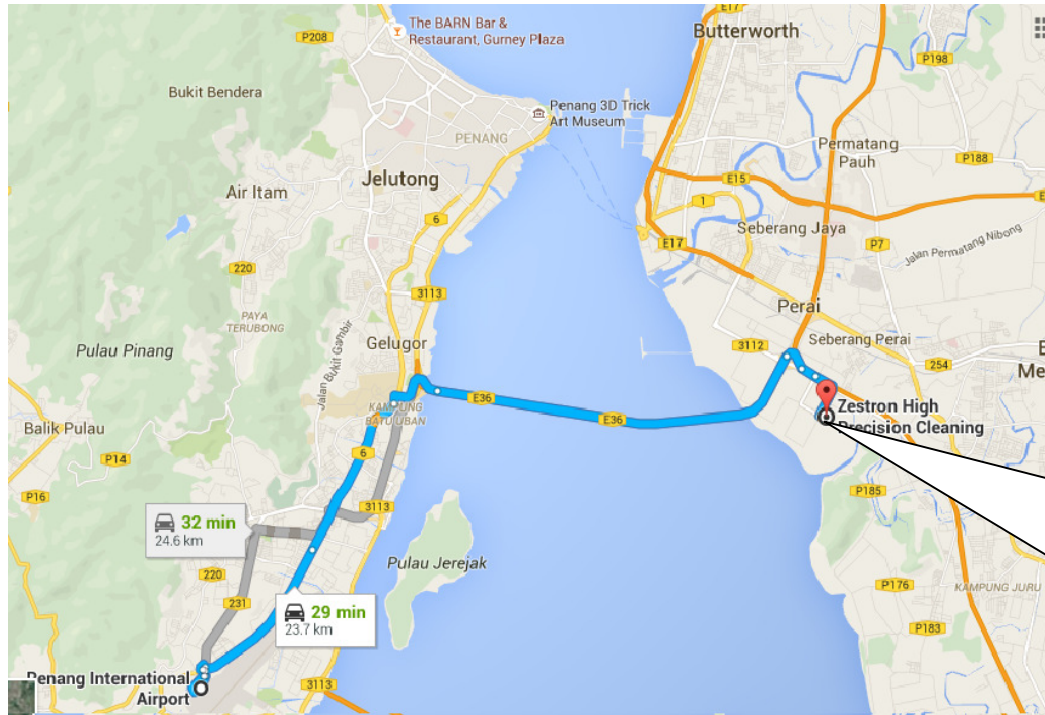 The BARN Bar &
Restaurant, Gurney Plaza
P208
E17
Butterworth
P198
Bukit Bendera
Penang 3D Trick
Art Museum
PENANG
Permatang
Pauh
P188
Jelutong
Air Itam
E15
6
1
Seberang Jaya
P7
E17
Jalan Permatang Nibong
220
3113
PAYA
TERUBONG
Perai
Pulau Pinang
Jalan Bukit Gambir
Gelugor
3112
Seberang Perai
254
KAMPUNG
BATU UBAN
E36
E36
Zestron High
Precision Cleaning
Balik Pulau
P14
6
P16
3113
P185
32 min
24.6 km
220
Pulau Jerejak
P176
KAMPUNG JURU
231
29 min
23.7 km
P183
Penang International
Airport
3113